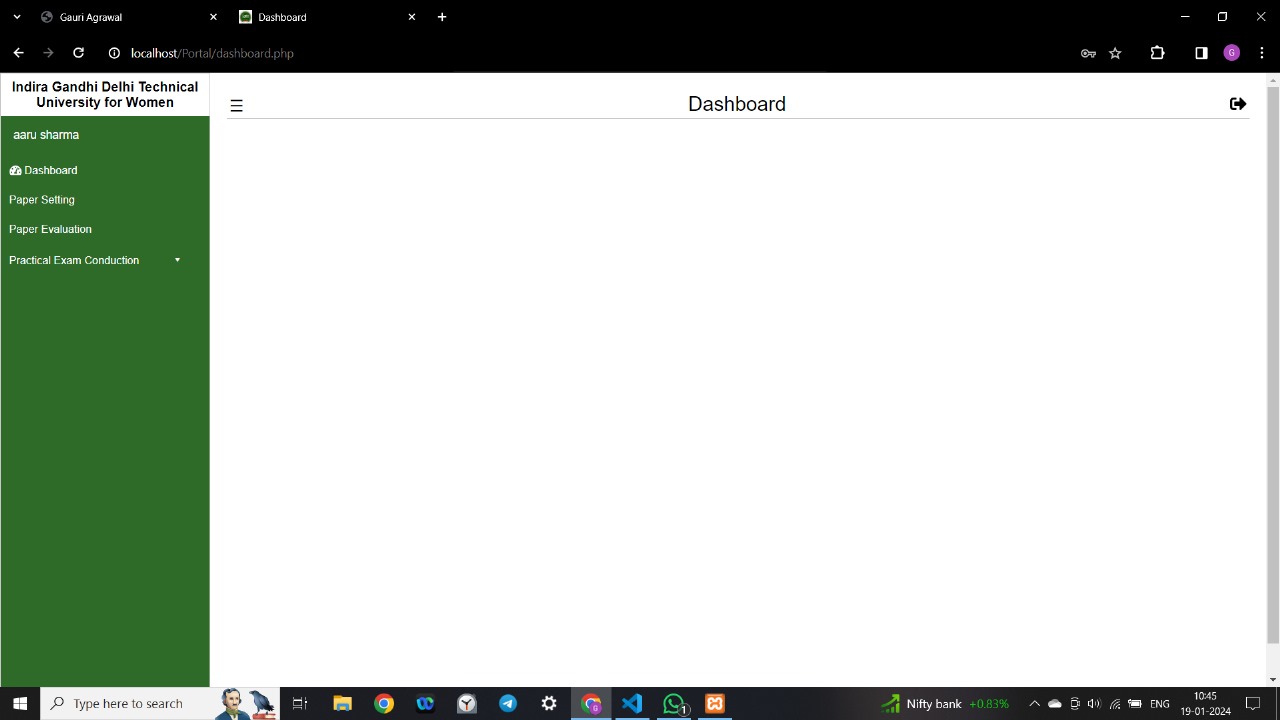 Gauri Agrawal
Dashboard
localhost/Portal/dashboard.php
G
Indira Gandhi Delhi Technical
University for Women
Dashboard
aaru sharma
Dashboard
Paper Setting
Paper Evaluation
Practical Exam Conduction
Type here to search
G
1
Nifty bank +0.83%
ENG
10:45
19-01-2024